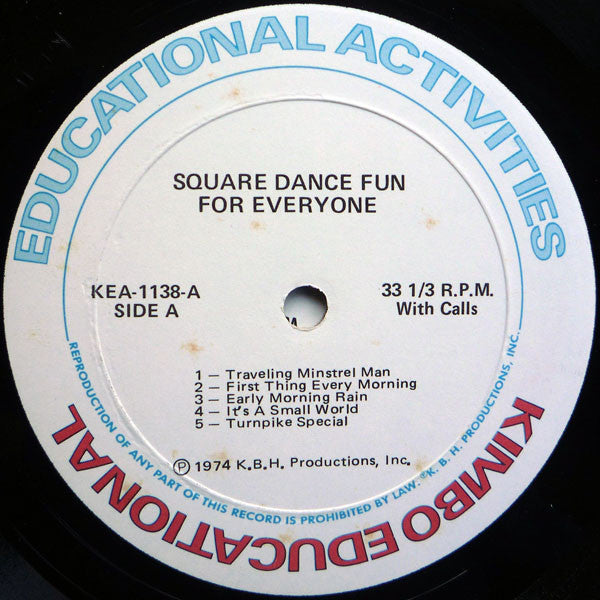 EDUCATIONAL ACTIVITIES
SQUARE DANCE FUN
FOR EVERYONE
KEA-1138-A
SIDE A
33 1/3 R.P.M.
With Calls
1 — Traveling Minstrel Man
2 — First Thing Every Morning
3 — Early Morning Rain
4 — It's A Small World
5 — Turnpike Special
Ⓟ 1974 K.B.H. Productions, Inc.
REPRODUCTION OF ANY PART OF THIS RECORD IS PROHIBITED BY LAW. ©K. B. H. PRODUCTIONS, INC.
KIMBO EDUCATIONAL